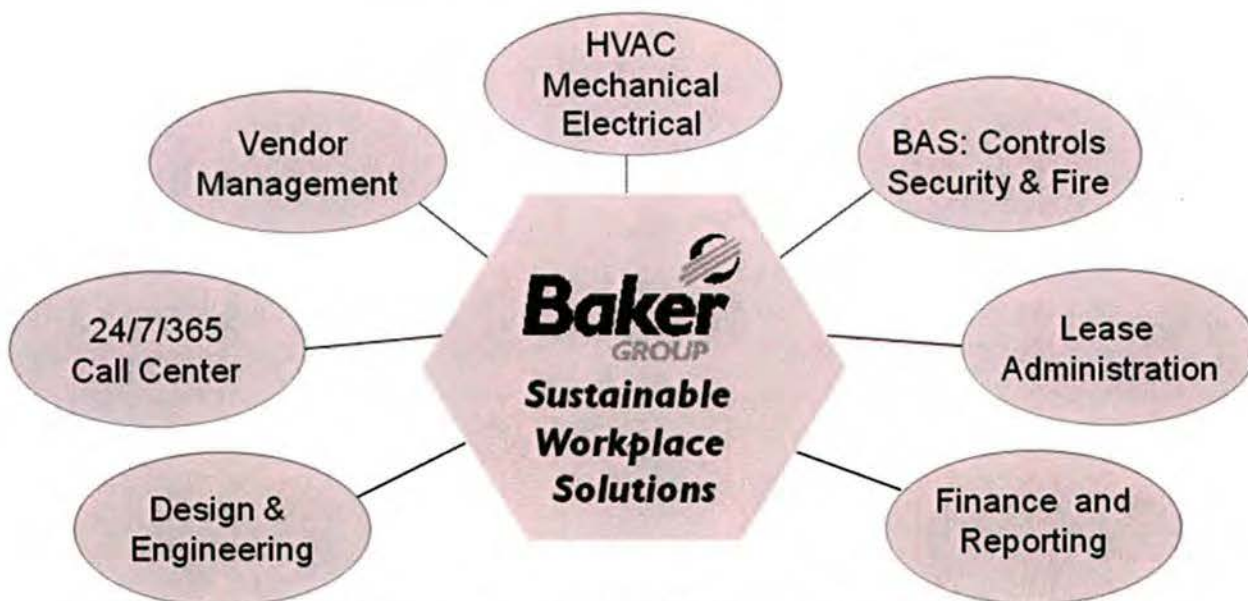 HVAC
Mechanical
Electrical
Vendor
Management
BAS: Controls
Security & Fire
24/7/365
Call Center
Baker
GROUP
Sustainable
Workplace
Solutions
Lease
Administration
Design &
Engineering
Finance and
Reporting